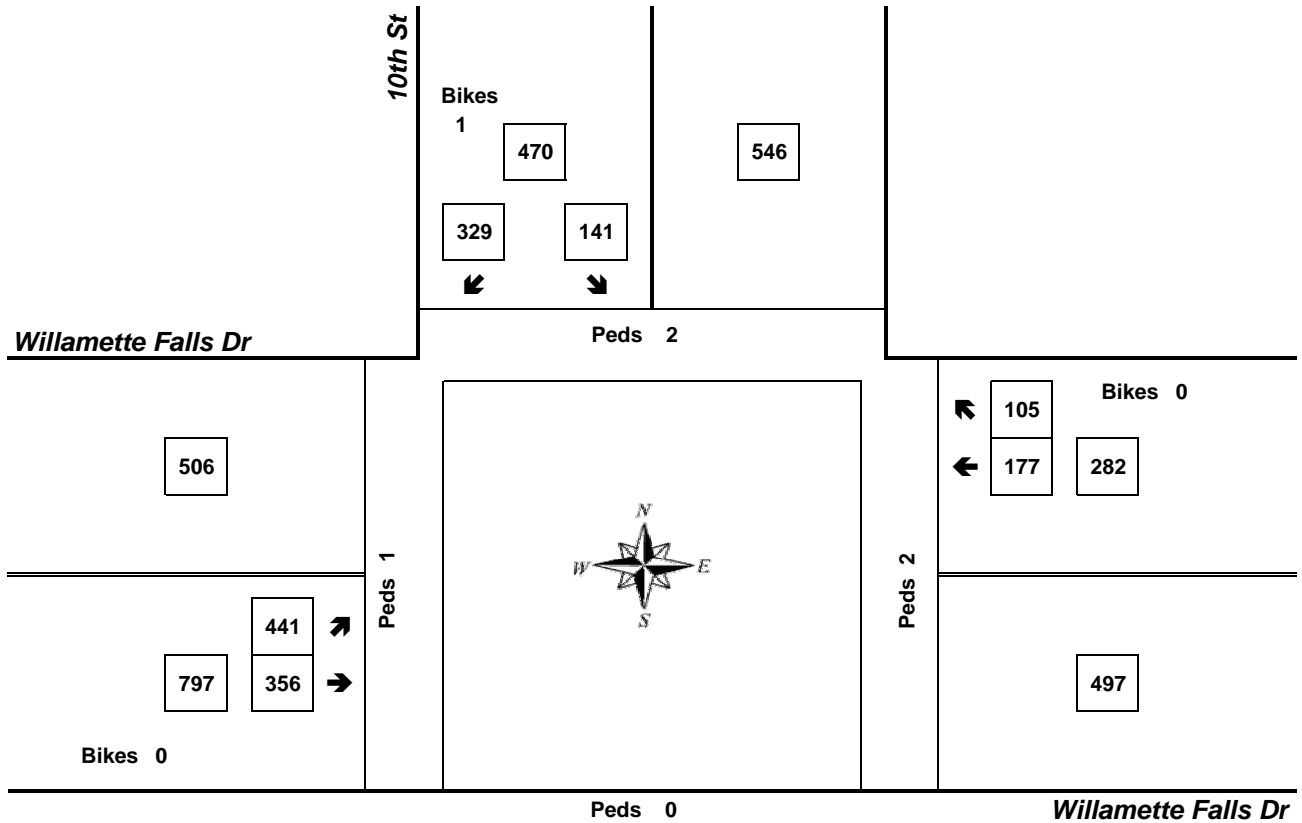 10th St
Bikes
1
470
546
329
141
Peds 2
Willamette Falls Dr
Bikes 0
105
506
177
282
N
W
E
S
Peds 1
Peds 2
441
797
356
497
Bikes 0
Peds 0
Willamette Falls Dr